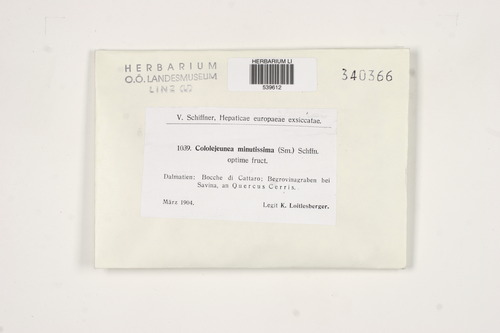 HERBARIUM
O.Ö. LANDESMUSEUM
LINZ
HERBARIUM LI
539612
340366
V. Schiffner, Hepaticae europaeae exsiccatae.
1039. Cololejeunea minutissima (Sm.) Schffn.
optime fruct.
Dalmatien: Bocche di Cattaro; Begrovinagraben bei
Savina, an Quercus Cerris.
März 1904.
Legit K. Loitlesberger.